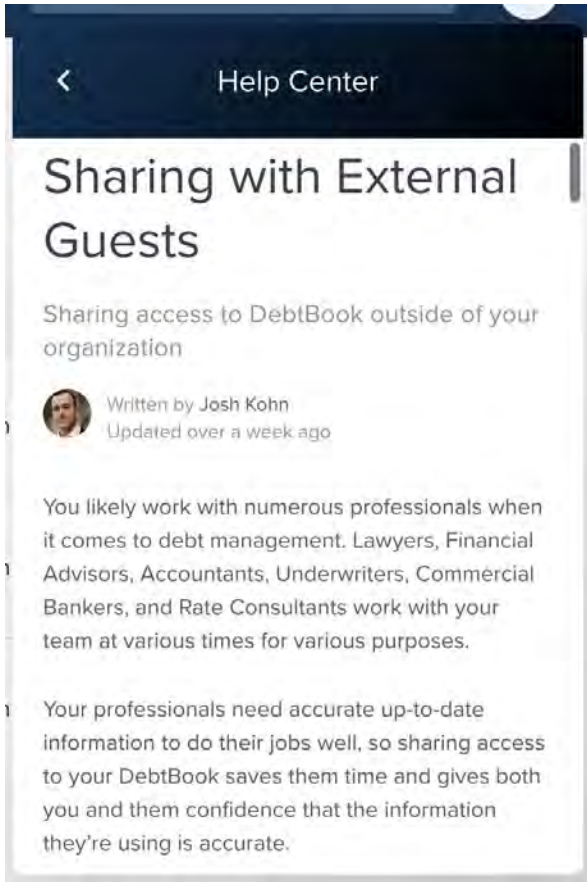 Help Center
Sharing with External
Guests
Sharing access to DebtBook outside of your
organization
Written by Josh Kohn
Updated over a week ago
You likely work with numerous professionals when
it comes to debt management. Lawyers, Financial
Advisors, Accountants, Underwriters, Commercial
Bankers, and Rate Consultants work with your
team at various times for various purposes.
Your professionals need accurate up-to-date
information to do their jobs well, so sharing access
to your DebtBook saves them time and gives both
you and them confidence that the information
they're using is accurate.